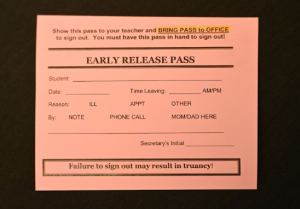 Show this pass to your teacher and BRING PASS to OFFICE
to sign out. You must have this pass in hand to sign out!
EARLY RELEASE PASS
Student:
Date: Time Leaving: AM/PM
Reason: ILL APPT OTHER
By: NOTE PHONE CALL MOM/DAD HERE
Secretary's Initial
Failure to sign out may result in truancy!